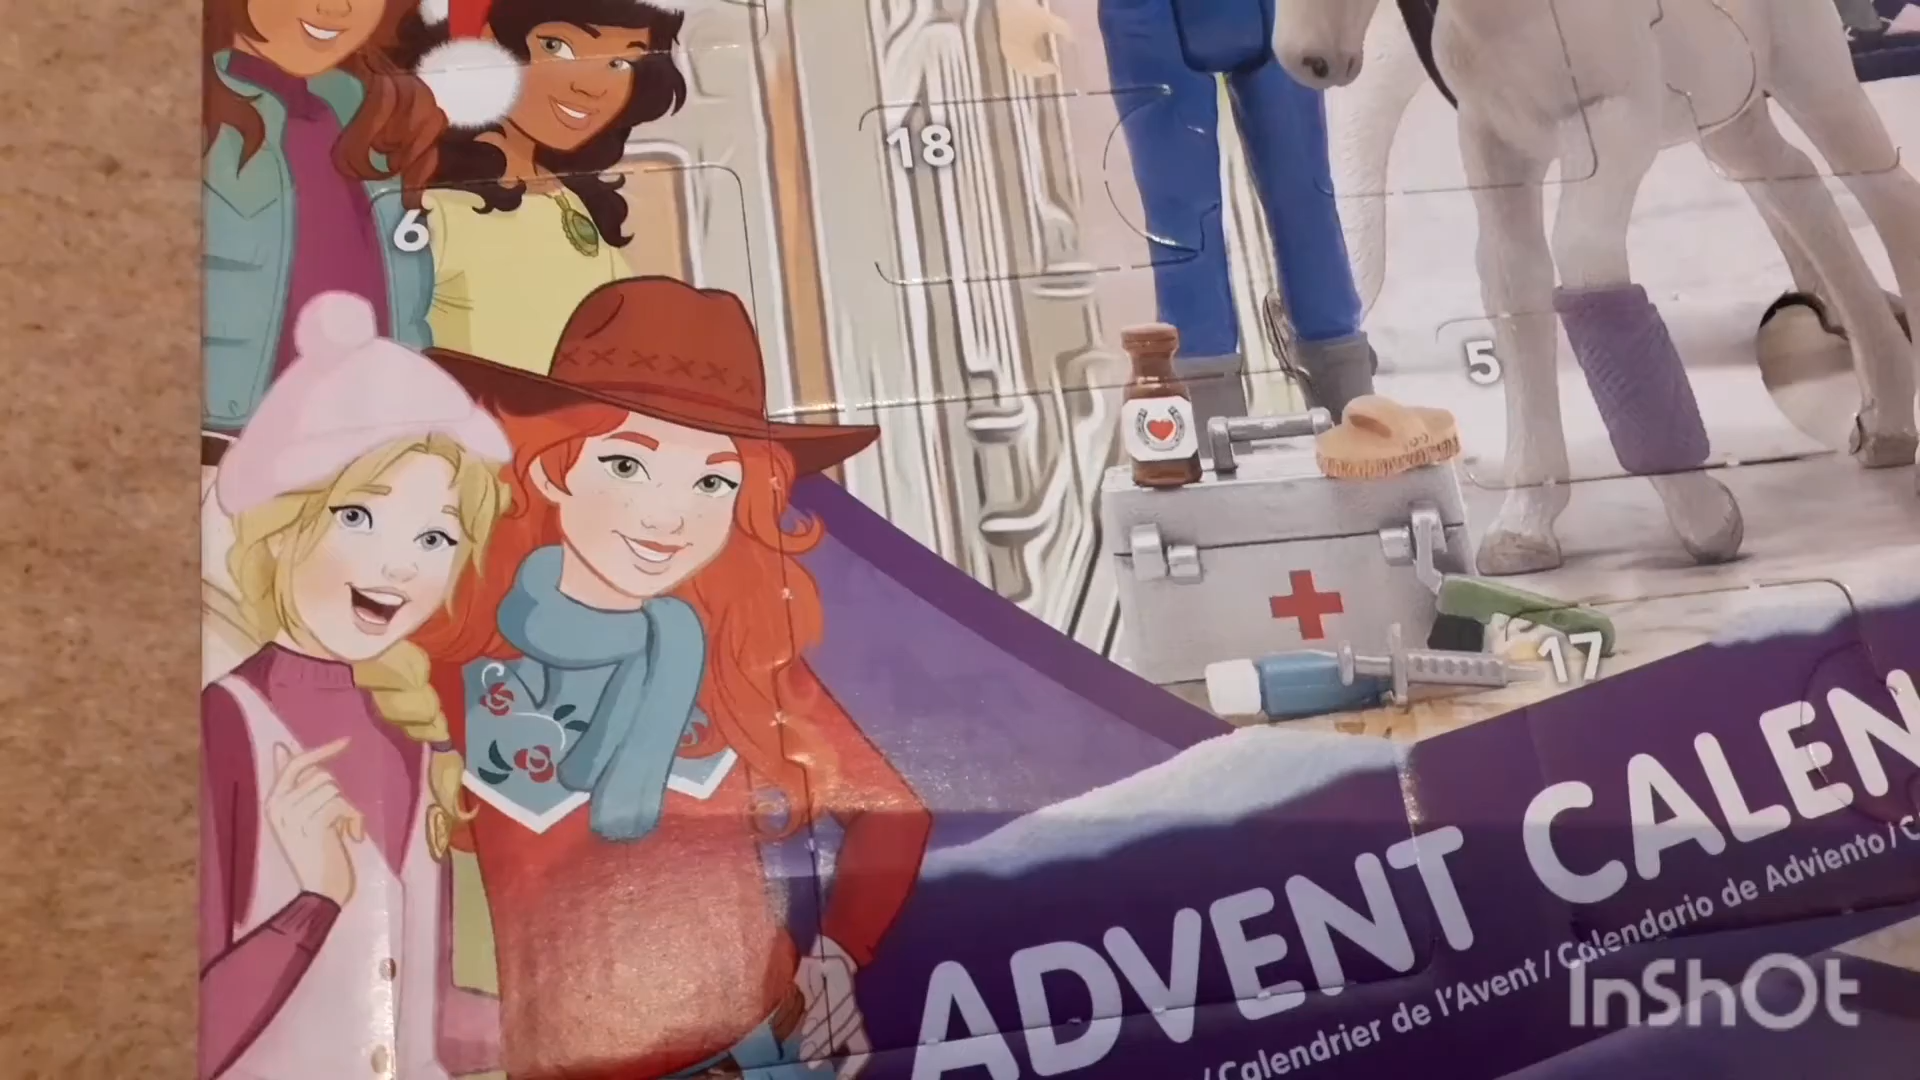 18
6
5
17
ADVENT CALEN
/Calendrier de l'Avent/Calendario de Adviento/C
InShOt